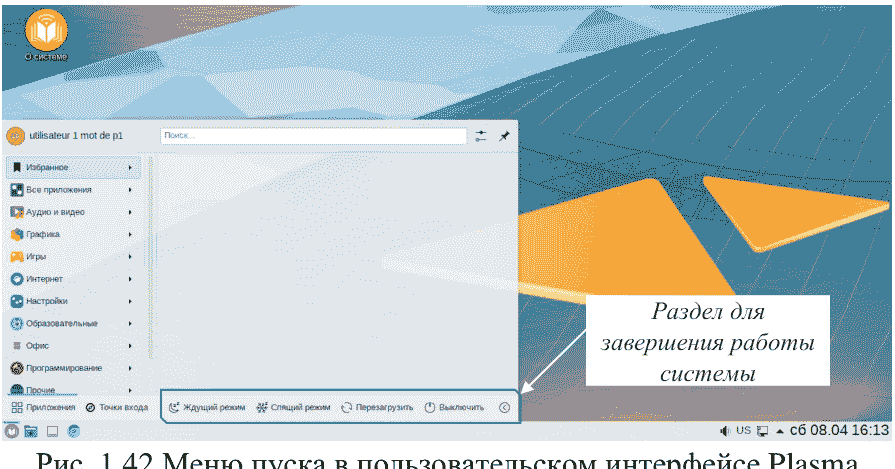 О системе
utilisateur 1 mot de p1
Поиск...
Избранное
Все приложения
Аудио и видео
Графика
Игры
Интернет
Настройки
Образовательные
Офис
Программирование
Прочие
Приложения Точки входа
Ждущий режим Спящий режим Перезагрузить Выключить
Раздел для
завершения работы
системы
US сб 08.04 16:13
Рис. 1.42 Меню пуска в пользовательском интерфейсе Plasma